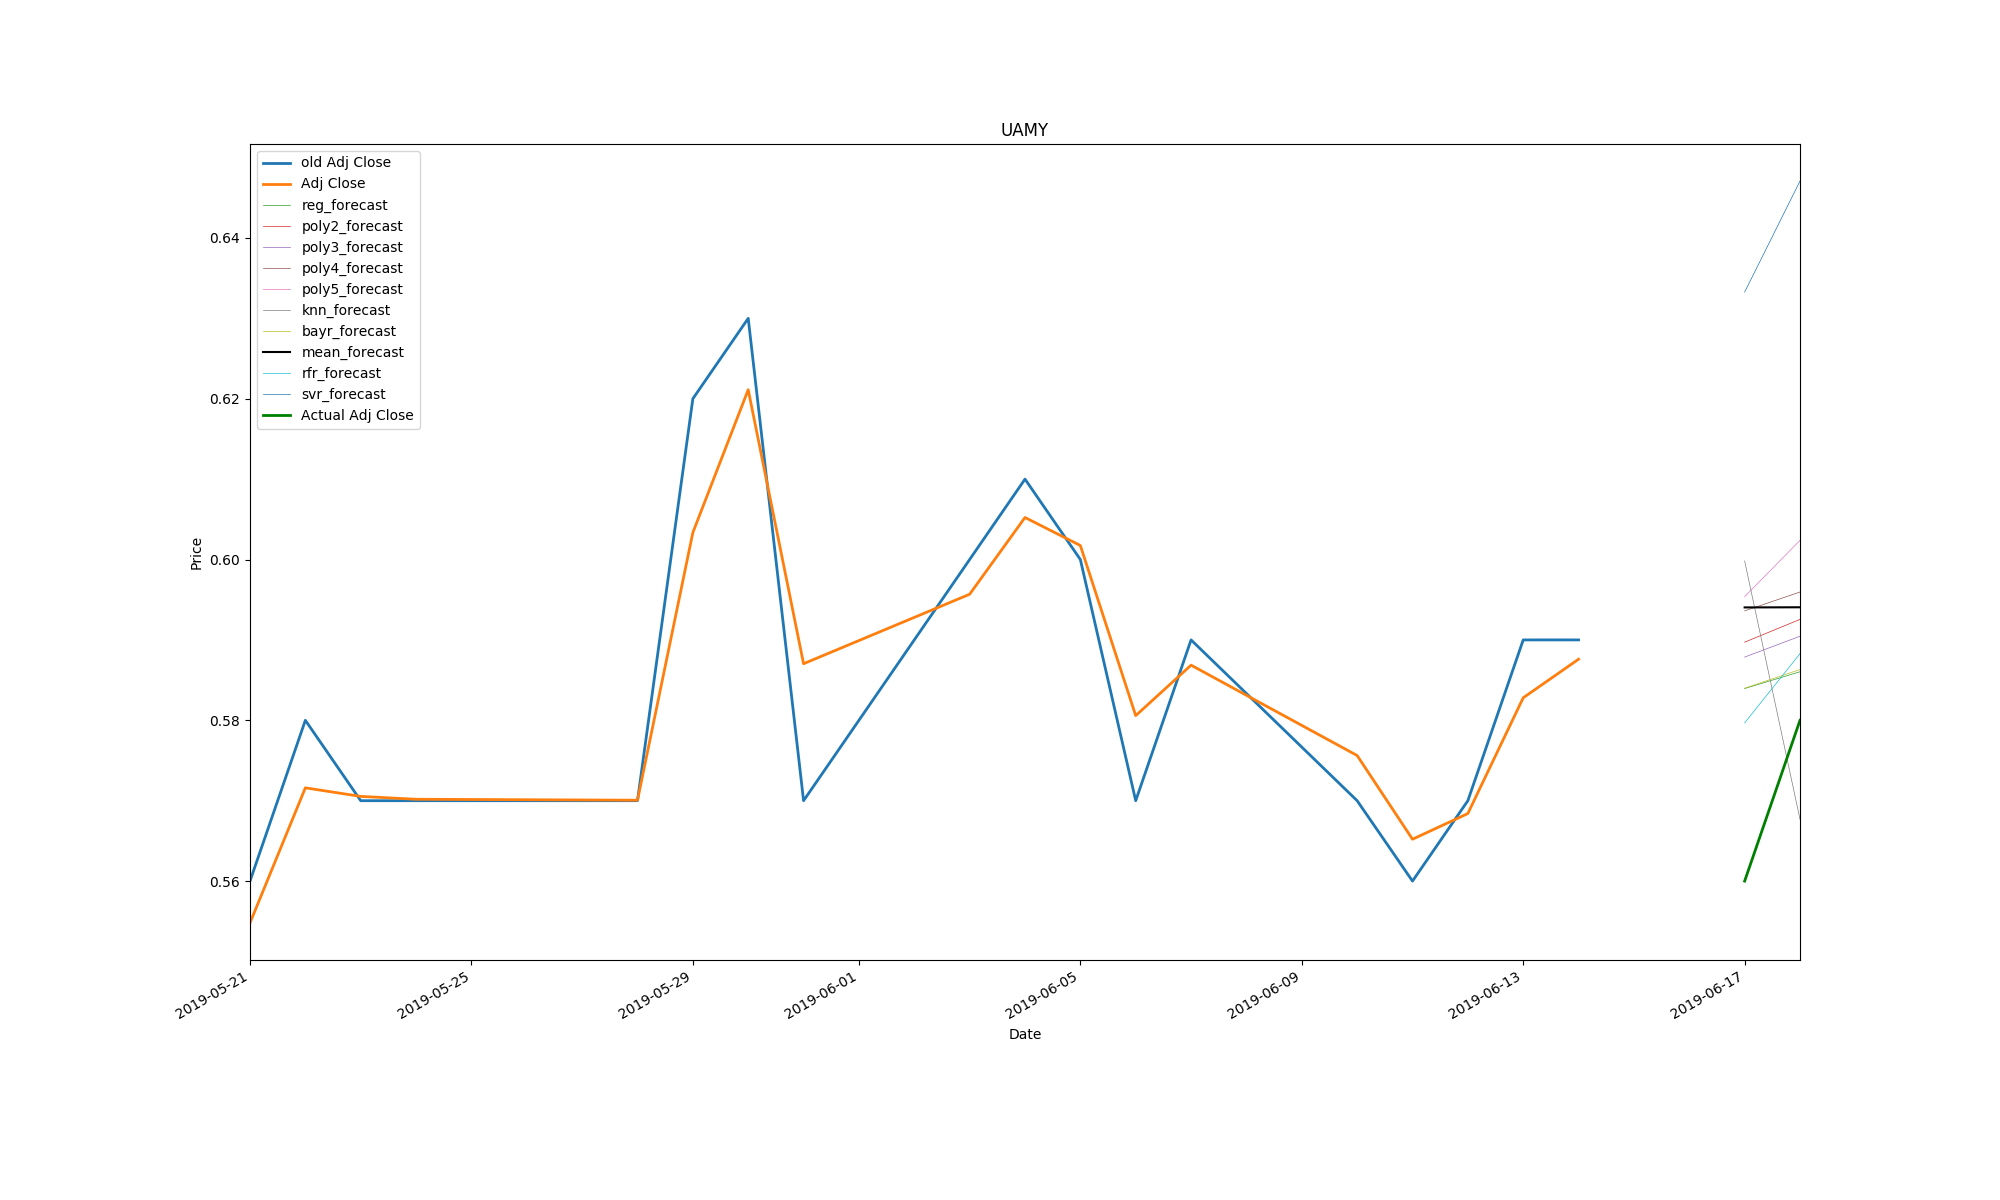 UAMY
old Adj Close
Adj Close
reg_forecast
poly2_forecast
poly3_forecast
poly4_forecast
poly5_forecast
knn_forecast
bayr_forecast
mean_forecast
rfr_forecast
svr_forecast
Actual Adj Close
0.64
0.62
0.60
0.58
0.56
Price
2019-05-21
2019-05-25
2019-05-29
2019-06-01
2019-06-05
2019-06-09
2019-06-13
2019-06-17
Date